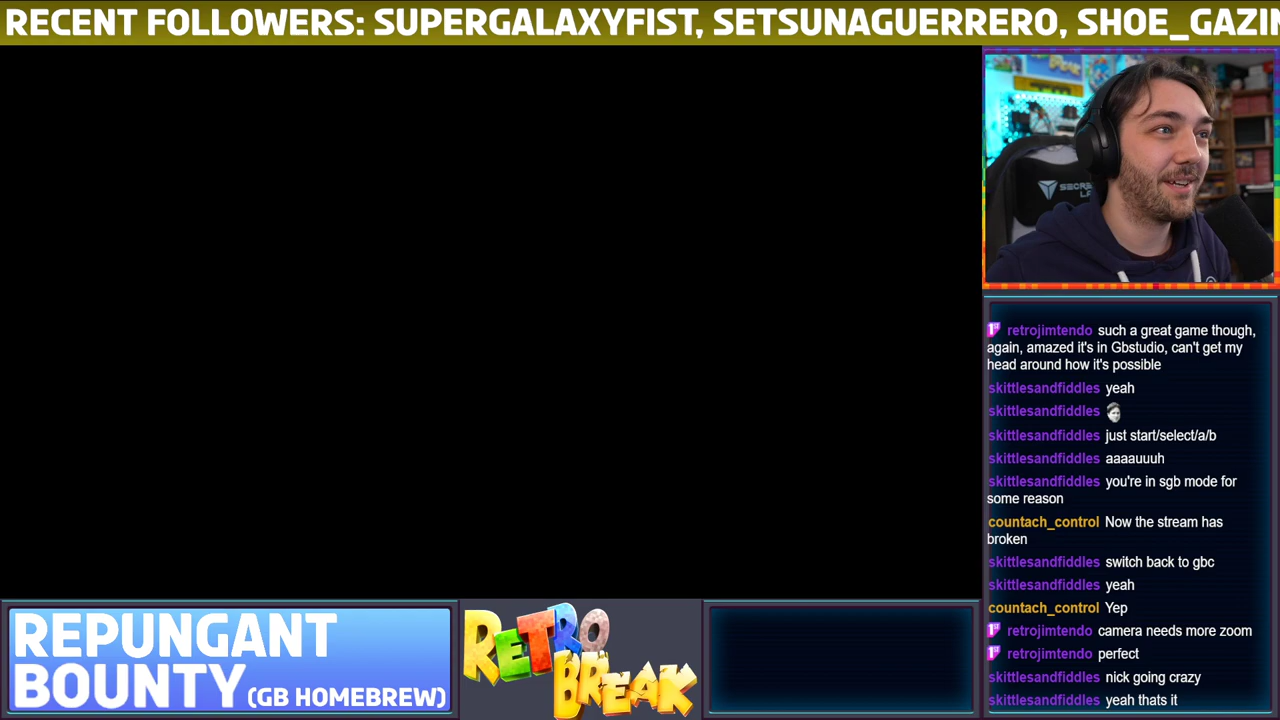 RECENT FOLLOWERS: SUPERGALAXYFIST, SETSUNAGUERRERO, SHOE_GAZIN
retrojimtendo such a great game though,
again, amazed it's in Gbstudio, can't get my
head around how it's possible
skittlesandfiddles yeah
skittlesandfiddles
skittlesandfiddles just start/select/a/b
skittlesandfiddles aaaauuuh
skittlesandfiddles you're in sgb mode for
some reason
countach_control Now the stream has
broken
skittlesandfiddles switch back to gbc
skittlesandfiddles yeah
countach_control Yep
retrojimtendo camera needs more zoom
retrojimtendo perfect
skittlesandfiddles nick going crazy
skittlesandfiddles yeah thats it
REPUNGANT
BOUNTY (GB HOMEBREW)
RETRO
BREAK